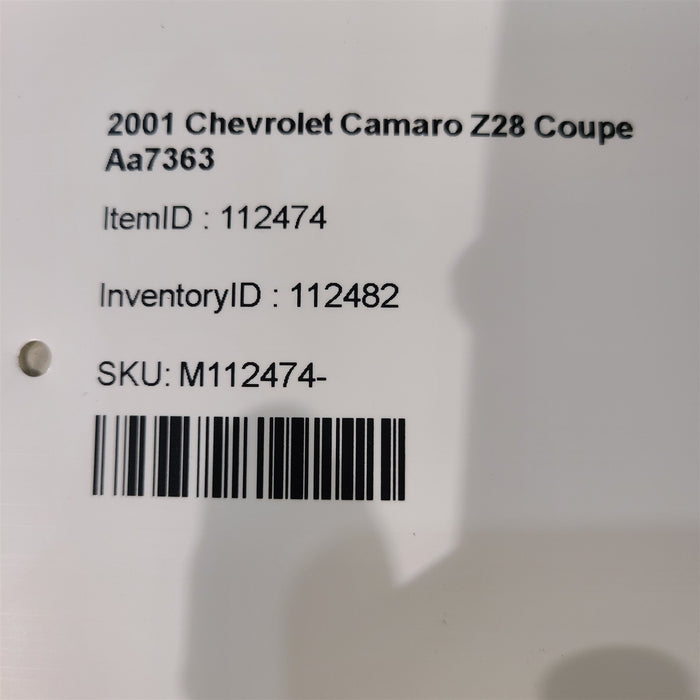 2001 Chevrolet Camaro Z28 Coupe
Aa7363
ItemID : 112474
InventoryID : 112482
SKU: M112474-